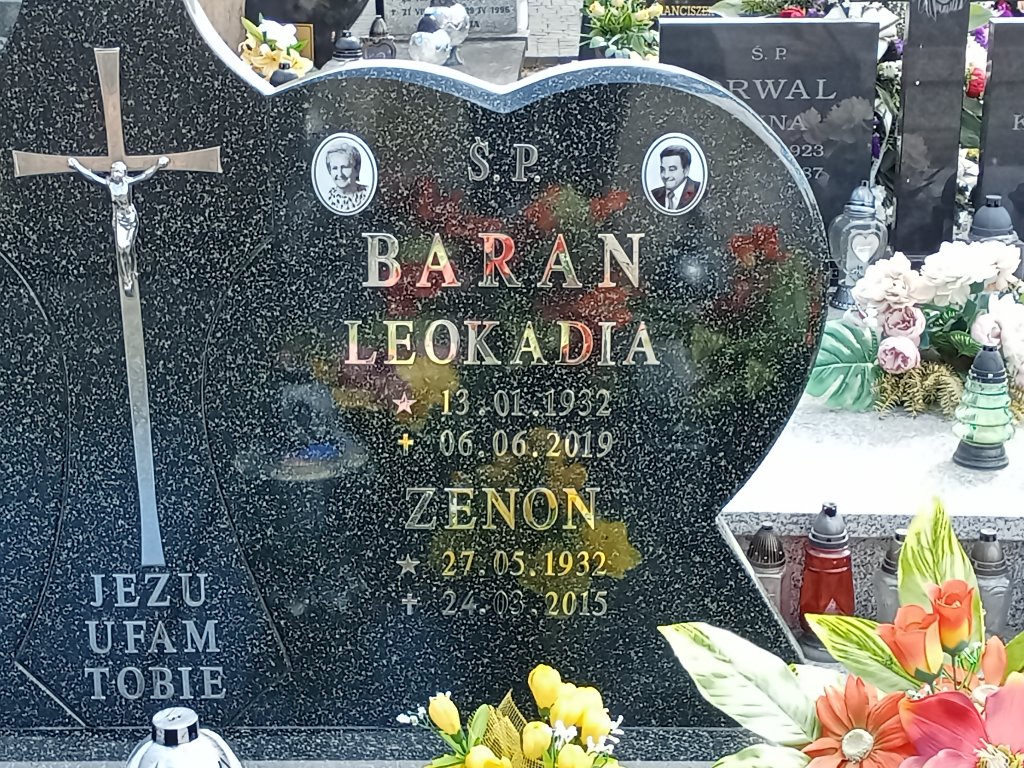 JEZU
UFAM
TOBIE
Ś.P.
BARAN
LEOKADIA
13.01.1932
06.06.2019
ZENON
27.05.1932
24.03.2015
Ś.P.